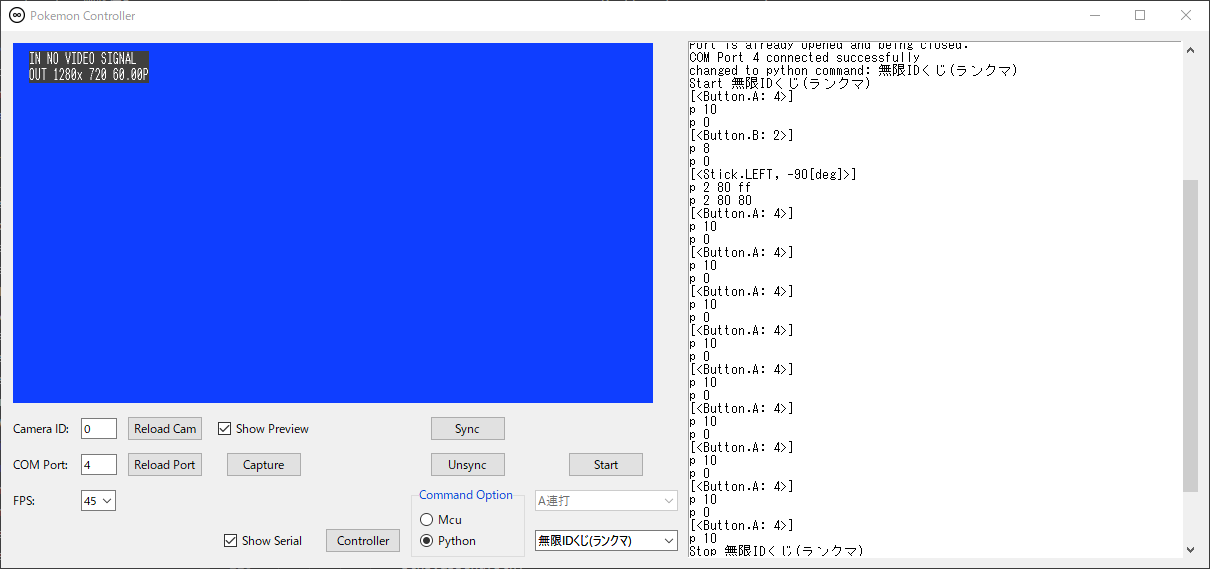 Pokemon Controller
IN NO VIDEO SIGNAL
OUT 1280x 720 60.00P
Port is already opened and being closed.
COM Port 4 connected successfully
changed to python command: 無限IDくじ(ランクマ)
Start 無限IDくじ(ランクマ)
[<Button.A: 4>]
p 10
p 0
[<Button.B: 2>]
p 8
p 0
[<Stick.LEFT, -90[deg]>]
p 2 80 ff
p 2 80 80
[<Button.A: 4>]
p 10
p 0
[<Button.A: 4>]
p 10
p 0
[<Button.A: 4>]
p 10
p 0
[<Button.A: 4>]
p 10
p 0
[<Button.A: 4>]
p 10
p 0
[<Button.A: 4>]
p 10
p 0
[<Button.A: 4>]
p 10
p 0
[<Button.A: 4>]
p 10
p 0
[<Button.A: 4>]
p 10
Stop 無限IDくじ(ランクマ)
Camera ID: 0 Reload Cam Show Preview Sync
COM Port: 4 Reload Port Capture Unsync Start
FPS: 45
Command Option
A連打
Mcu
Python
無限IDくじ(ランクマ)
Show Serial Controller